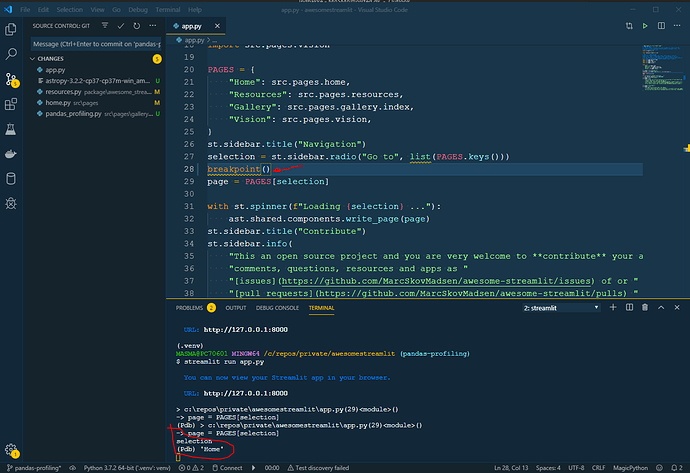 File Edit Selection View Go Debug Terminal Help
app.py - awesomestreamlit - Visual Studio Code
SOURCE CONTROL: GIT
Message (Ctrl+Enter to commit on 'pandas-p
CHANGES
5
app.py
astropy-3.2.2-cp37-cp37m-win_am... U
resources.py package\awesome_strea... M
home.py src\pages M
pandas_profiling.py src\pages\gallery... U
app.py
app.py > ...
18 import src.pages.vision
19
20 PAGES = {
21 "Home": src.pages.home,
22 "Resources": src.pages.resources,
23 "Gallery": src.pages.gallery.index,
24 "Vision": src.pages.vision,
25 }
26 st.sidebar.title("Navigation")
27 selection = st.sidebar.radio("Go to", list(PAGES.keys()))
28 breakpoint()
29 page = PAGES[selection]
30
31 with st.spinner(f"Loading {selection} ..."):
32 ast.shared.components.write_page(page)
33 st.sidebar.title("Contribute")
34 st.sidebar.info(
35 "This an open source project and you are very welcome to **contribute** your a
36 "comments, questions, resources and apps as "
37 "[issues](https://github.com/MarcSkovMadsen/awesome-streamlit/issues) of or "
38 "[pull requests](https://github.com/MarcSkovMadsen/awesome-streamlit/pulls) "
PROBLEMS 2 OUTPUT DEBUG CONSOLE TERMINAL 2: streamlit
URL: http://127.0.0.1:8000
(.venv)
MASMA@PC70601 MINGW64 /c/repos/private/awesomestreamlit (pandas-profiling)
$ streamlit run app.py
You can now view your Streamlit app in your browser.
URL: http://127.0.0.1:8000
> c:\repos\private\awesomestreamlit\app.py(29)<module>()
-> page = PAGES[selection]
(Pdb) > c:\repos\private\awesomestreamlit\app.py(29)<module>()
-> page = PAGES[selection]
selection
(Pdb) 'Home'
pandas-profiling* Python 3.7.2 64-bit ('.venv': venv) 0 2 Connect 00:00 Test discovery failed Ln 28, Col 13 Spaces: 4 UTF-8 CRLF Python MagicPython